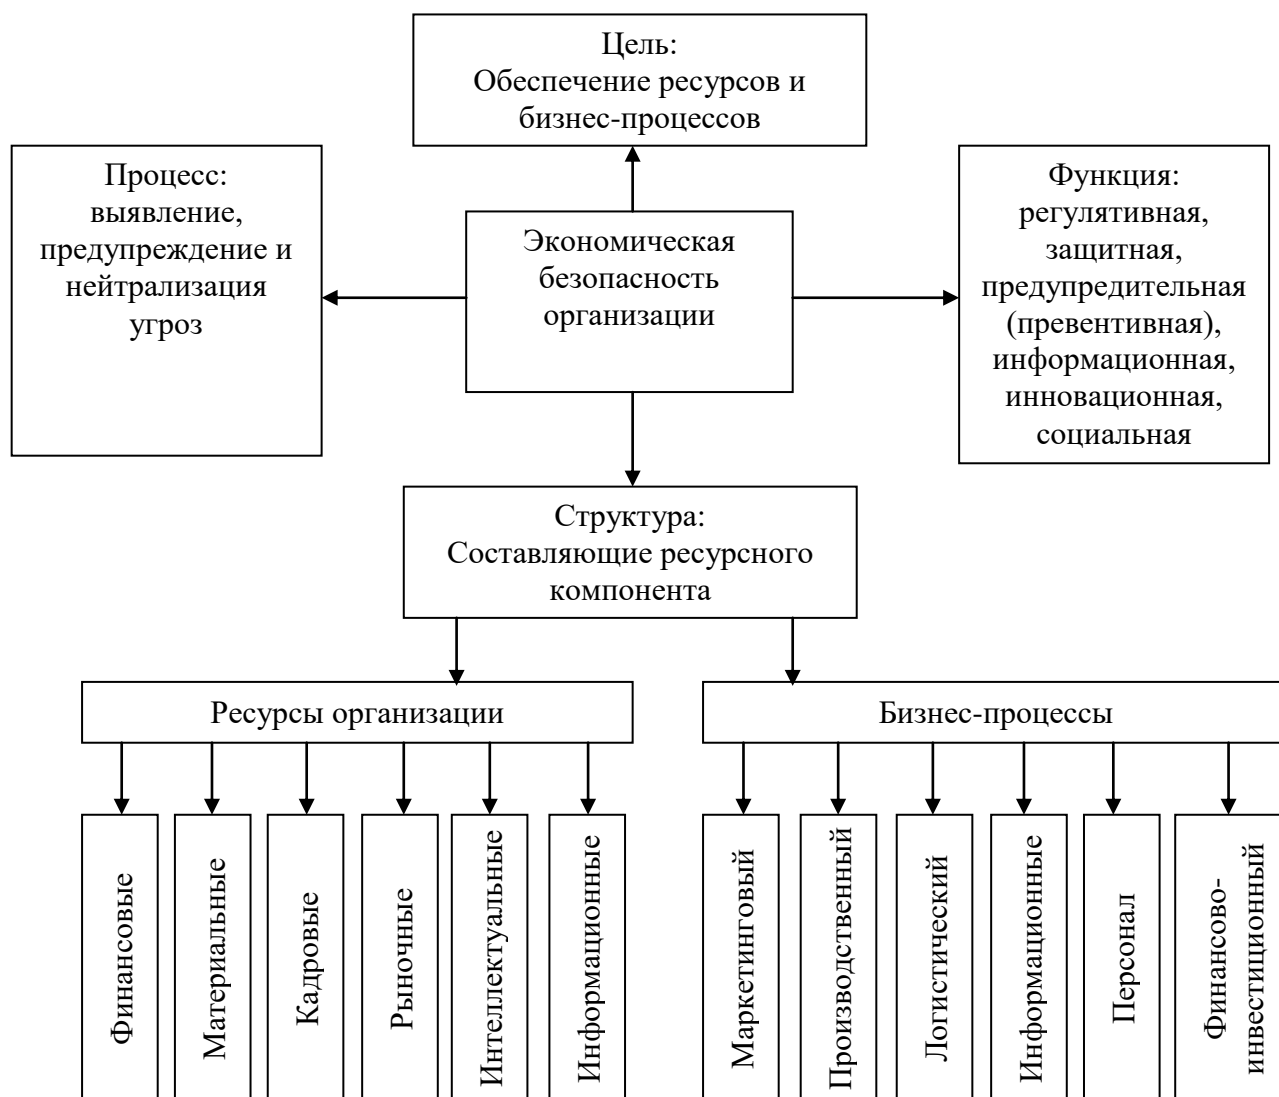 Цель:
Обеспечение ресурсов и
бизнес-процессов
Процесс:
выявление,
предупреждение и
нейтрализация
угроз
Экономическая
безопасность
организации
Функция:
регулятивная,
защитная,
предупредительная
(превентивная),
информационная,
инновационная,
социальная
Структура:
Составляющие ресурсного
компонента
Ресурсы организации
Бизнес-процессы
Финансовые
Материальные
Кадровые
Рыночные
Интеллектуальные
Информационные
Маркетинговый
Производственный
Логистический
Информационные
Персонал
Финансово-
инвестиционный